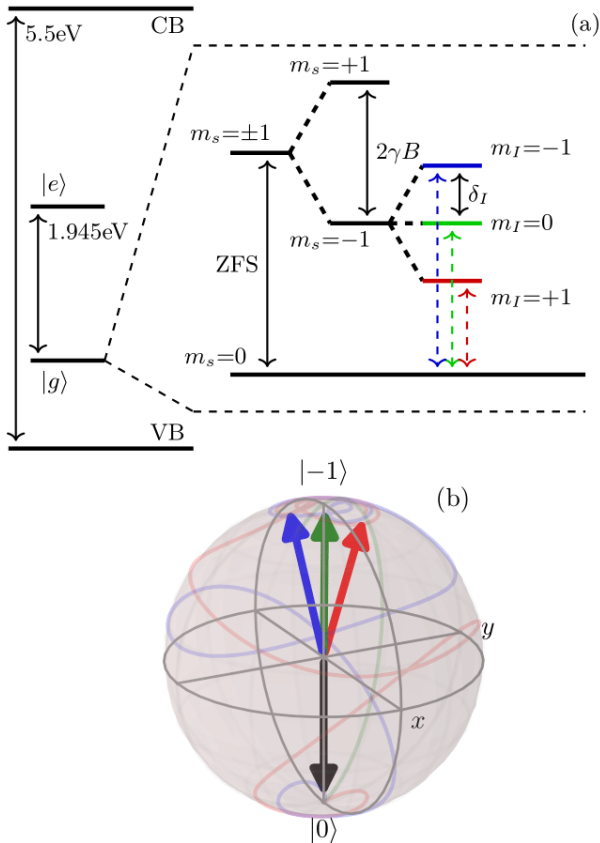 5.5eV
CB
(a)
m_s=+1
m_s=±1
2γB
m_I=−1
|e⟩
δ_I
1.945eV
m_I=0
m_s=−1
ZFS
m_I=+1
m_s=0
|g⟩
VB
|−1⟩
(b)
y
x
|0⟩